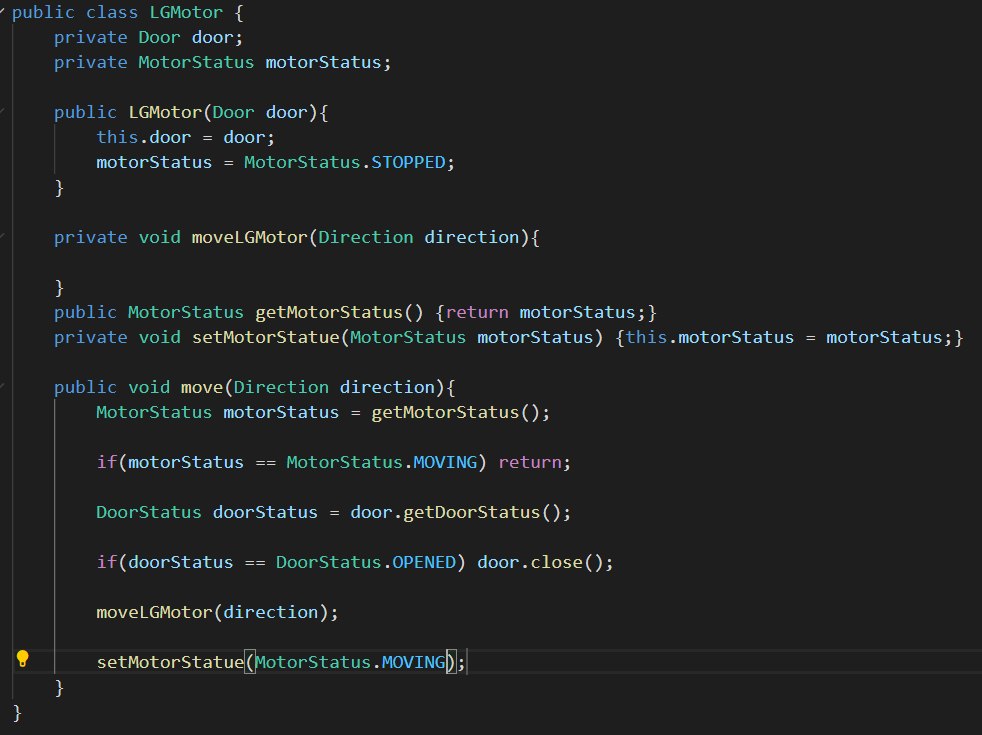 public class LGMotor {
    private Door door;
    private MotorStatus motorStatus;

    public LGMotor(Door door){
        this.door = door;
        motorStatus = MotorStatus.STOPPED;
    }

    private void moveLGMotor(Direction direction){

    }
    public MotorStatus getMotorStatus() {return motorStatus;}
    private void setMotorStatue(MotorStatus motorStatus) {this.motorStatus = motorStatus;}

    public void move(Direction direction){
        MotorStatus motorStatus = getMotorStatus();

        if(motorStatus == MotorStatus.MOVING) return;

        DoorStatus doorStatus = door.getDoorStatus();

        if(doorStatus == DoorStatus.OPENED) door.close();

        moveLGMotor(direction);

        setMotorStatue(MotorStatus.MOVING);
    }
}